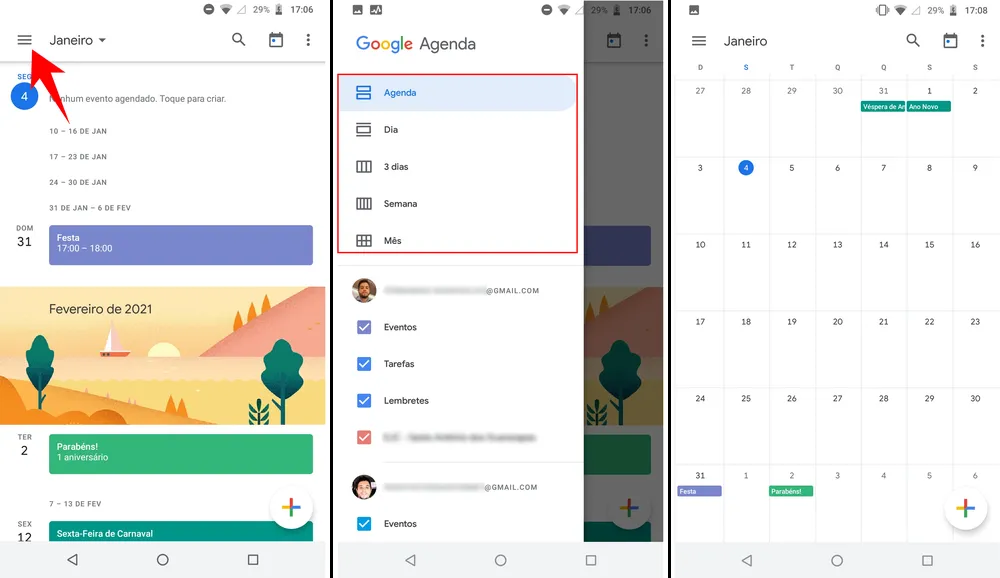 29% 17:06
Janeiro
SEG
4
Nenhum evento agendado. Toque para criar.
10 – 16 DE JAN
17 – 23 DE JAN
24 – 30 DE JAN
31 DE JAN – 6 DE FEV
DOM
31
Festa
17:00 – 18:00
Fevereiro de 2021
TER
2
Parabéns!
1 aniversário
7 – 13 DE FEV
SEX
12
Sexta-Feira de Carnaval
29% 17:06
Google Agenda
Agenda
Dia
3 dias
Semana
Mês
@GMAIL.COM
Eventos
Tarefas
Lembretes
@GMAIL.COM
Eventos
29% 17:08
Janeiro
D S T Q Q S S
27 28 29 30 31 1 2
Véspera de An Ano Novo
3 4 5 6 7 8 9
10 11 12 13 14 15 16
17 18 19 20 21 22 23
24 25 26 27 28 29 30
31 1 2 3 4 5 6
Festa Parabéns!